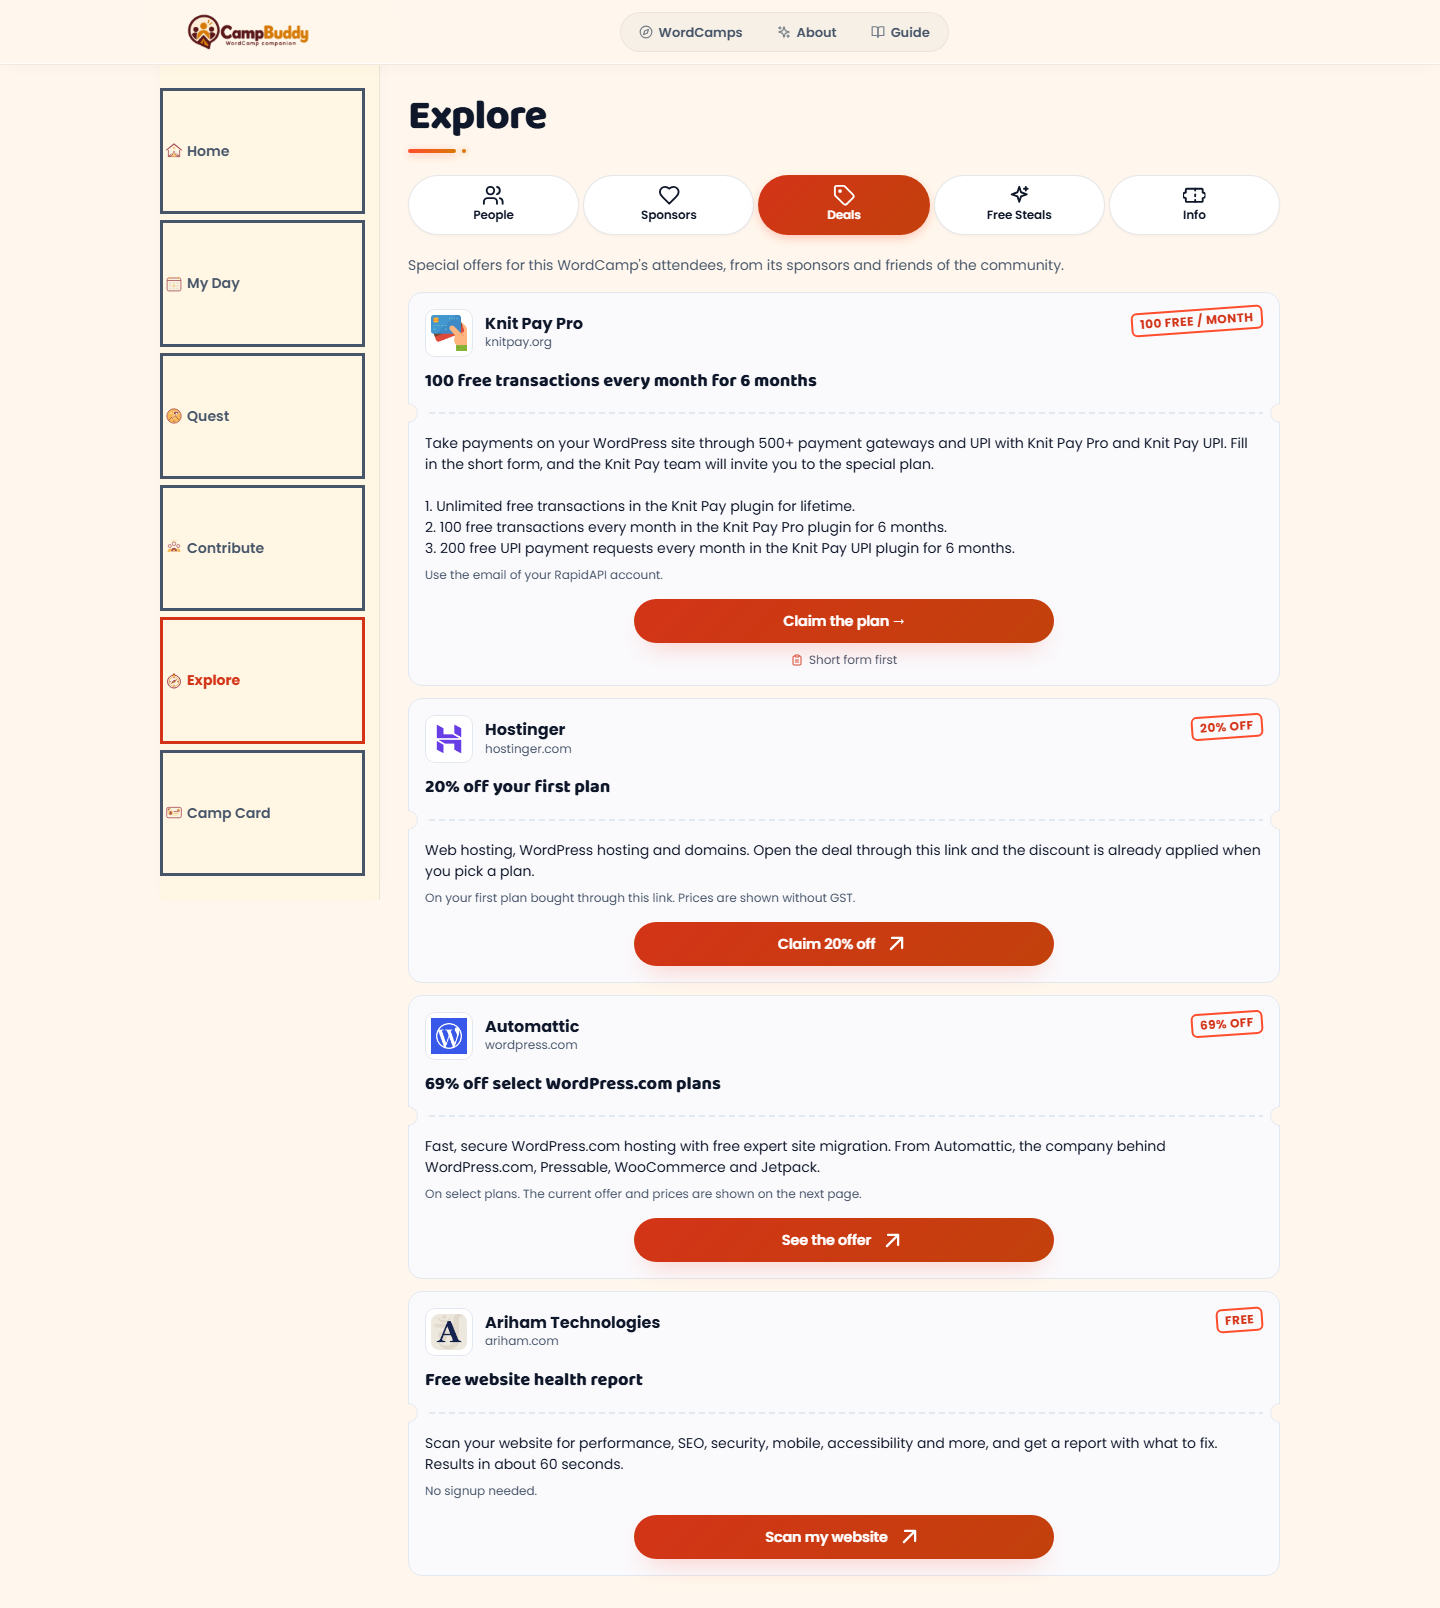 CampBuddy
WordCamp companion
WordCamps
About
Guide
Home
My Day
Quest
Contribute
Explore
Camp Card
Explore
People
Sponsors
Deals
Free Steals
Info
Special offers for this WordCamp's attendees, from its sponsors and friends of the community.
Knit Pay Pro
knitpay.org
100 FREE / MONTH
100 free transactions every month for 6 months
Take payments on your WordPress site through 500+ payment gateways and UPI with Knit Pay Pro and Knit Pay UPI. Fill
in the short form, and the Knit Pay team will invite you to the special plan.
1. Unlimited free transactions in the Knit Pay plugin for lifetime.
2. 100 free transactions every month in the Knit Pay Pro plugin for 6 months.
3. 200 free UPI payment requests every month in the Knit Pay UPI plugin for 6 months.
Use the email of your RapidAPI account.
Claim the plan →
Short form first
Hostinger
hostinger.com
20% OFF
20% off your first plan
Web hosting, WordPress hosting and domains. Open the deal through this link and the discount is already applied when
you pick a plan.
On your first plan bought through this link. Prices are shown without GST.
Claim 20% off
Automattic
wordpress.com
69% OFF
69% off select WordPress.com plans
Fast, secure WordPress.com hosting with free expert site migration. From Automattic, the company behind
WordPress.com, Pressable, WooCommerce and Jetpack.
On select plans. The current offer and prices are shown on the next page.
See the offer
A
Ariham Technologies
ariham.com
FREE
Free website health report
Scan your website for performance, SEO, security, mobile, accessibility and more, and get a report with what to fix.
Results in about 60 seconds.
No signup needed.
Scan my website